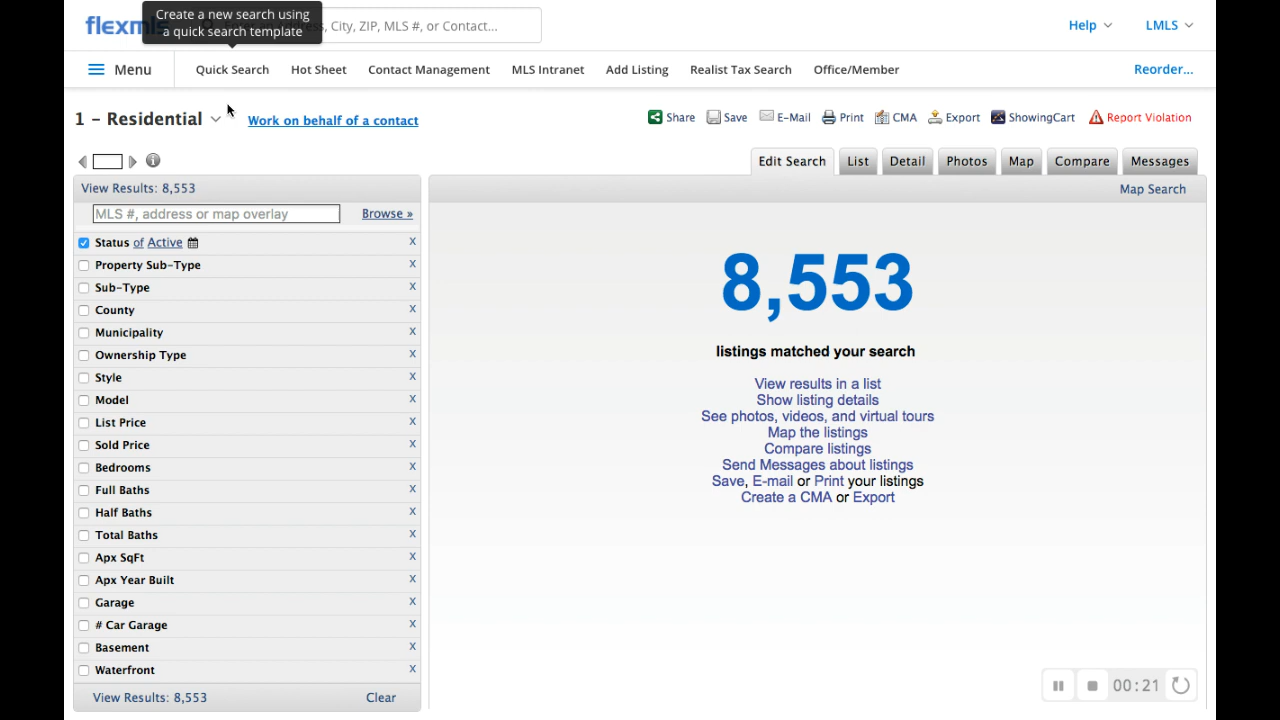 flexm
Create a new search using
a quick search template
ress, City, ZIP, MLS #, or Contact...
Help
LMLS
Menu
Quick Search
Hot Sheet
Contact Management
MLS Intranet
Add Listing
Realist Tax Search
Office/Member
Reorder...
1 - Residential
Work on behalf of a contact
Share
Save
E-Mail
Print
CMA
Export
ShowingCart
Report Violation
Edit Search
List
Detail
Photos
Map
Compare
Messages
View Results: 8,553
Map Search
MLS #, address or map overlay
Browse »
Status of Active X
Property Sub-Type X
Sub-Type X
County X
Municipality X
Ownership Type X
Style X
Model X
List Price X
Sold Price X
Bedrooms X
Full Baths X
Half Baths X
Total Baths X
Apx SqFt X
Apx Year Built X
Garage X
# Car Garage X
Basement X
Waterfront X
View Results: 8,553
Clear
8,553
listings matched your search
View results in a list
Show listing details
See photos, videos, and virtual tours
Map the listings
Compare listings
Send Messages about listings
Save, E-mail or Print your listings
Create a CMA or Export
00:21